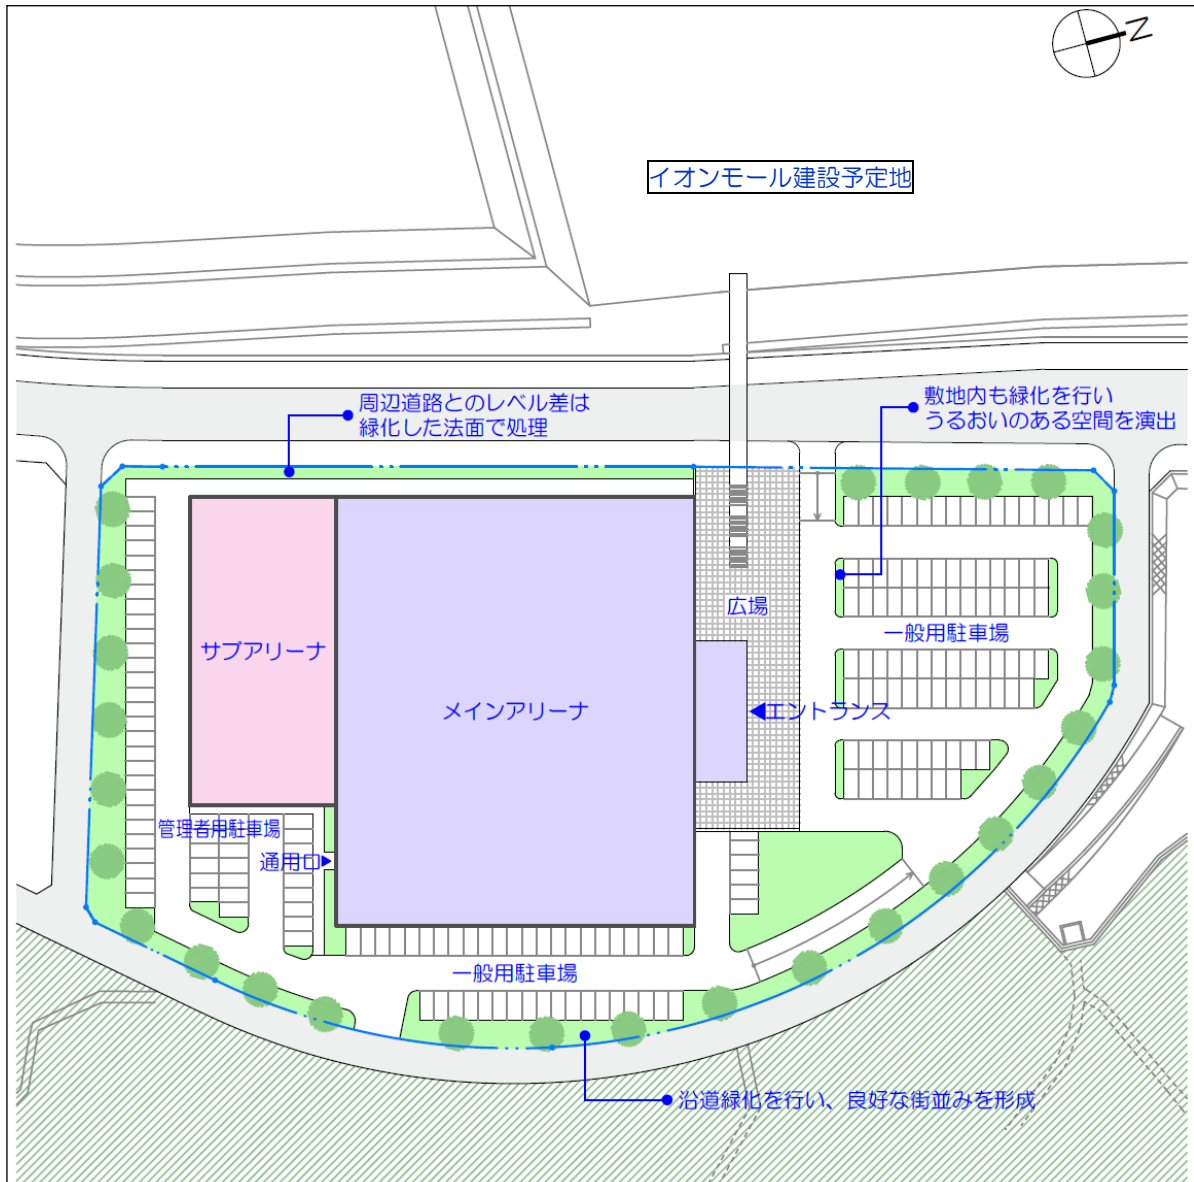 N
イオンモール建設予定地
周辺道路とのレベル差は
緑化した法面で処理
敷地内も緑化を行い
うるおいのある空間を演出
広場
一般用駐車場
サブアリーナ
メインアリーナ
エントランス
管理者用駐車場
通用口
一般用駐車場
沿道緑化を行い、良好な街並みを形成